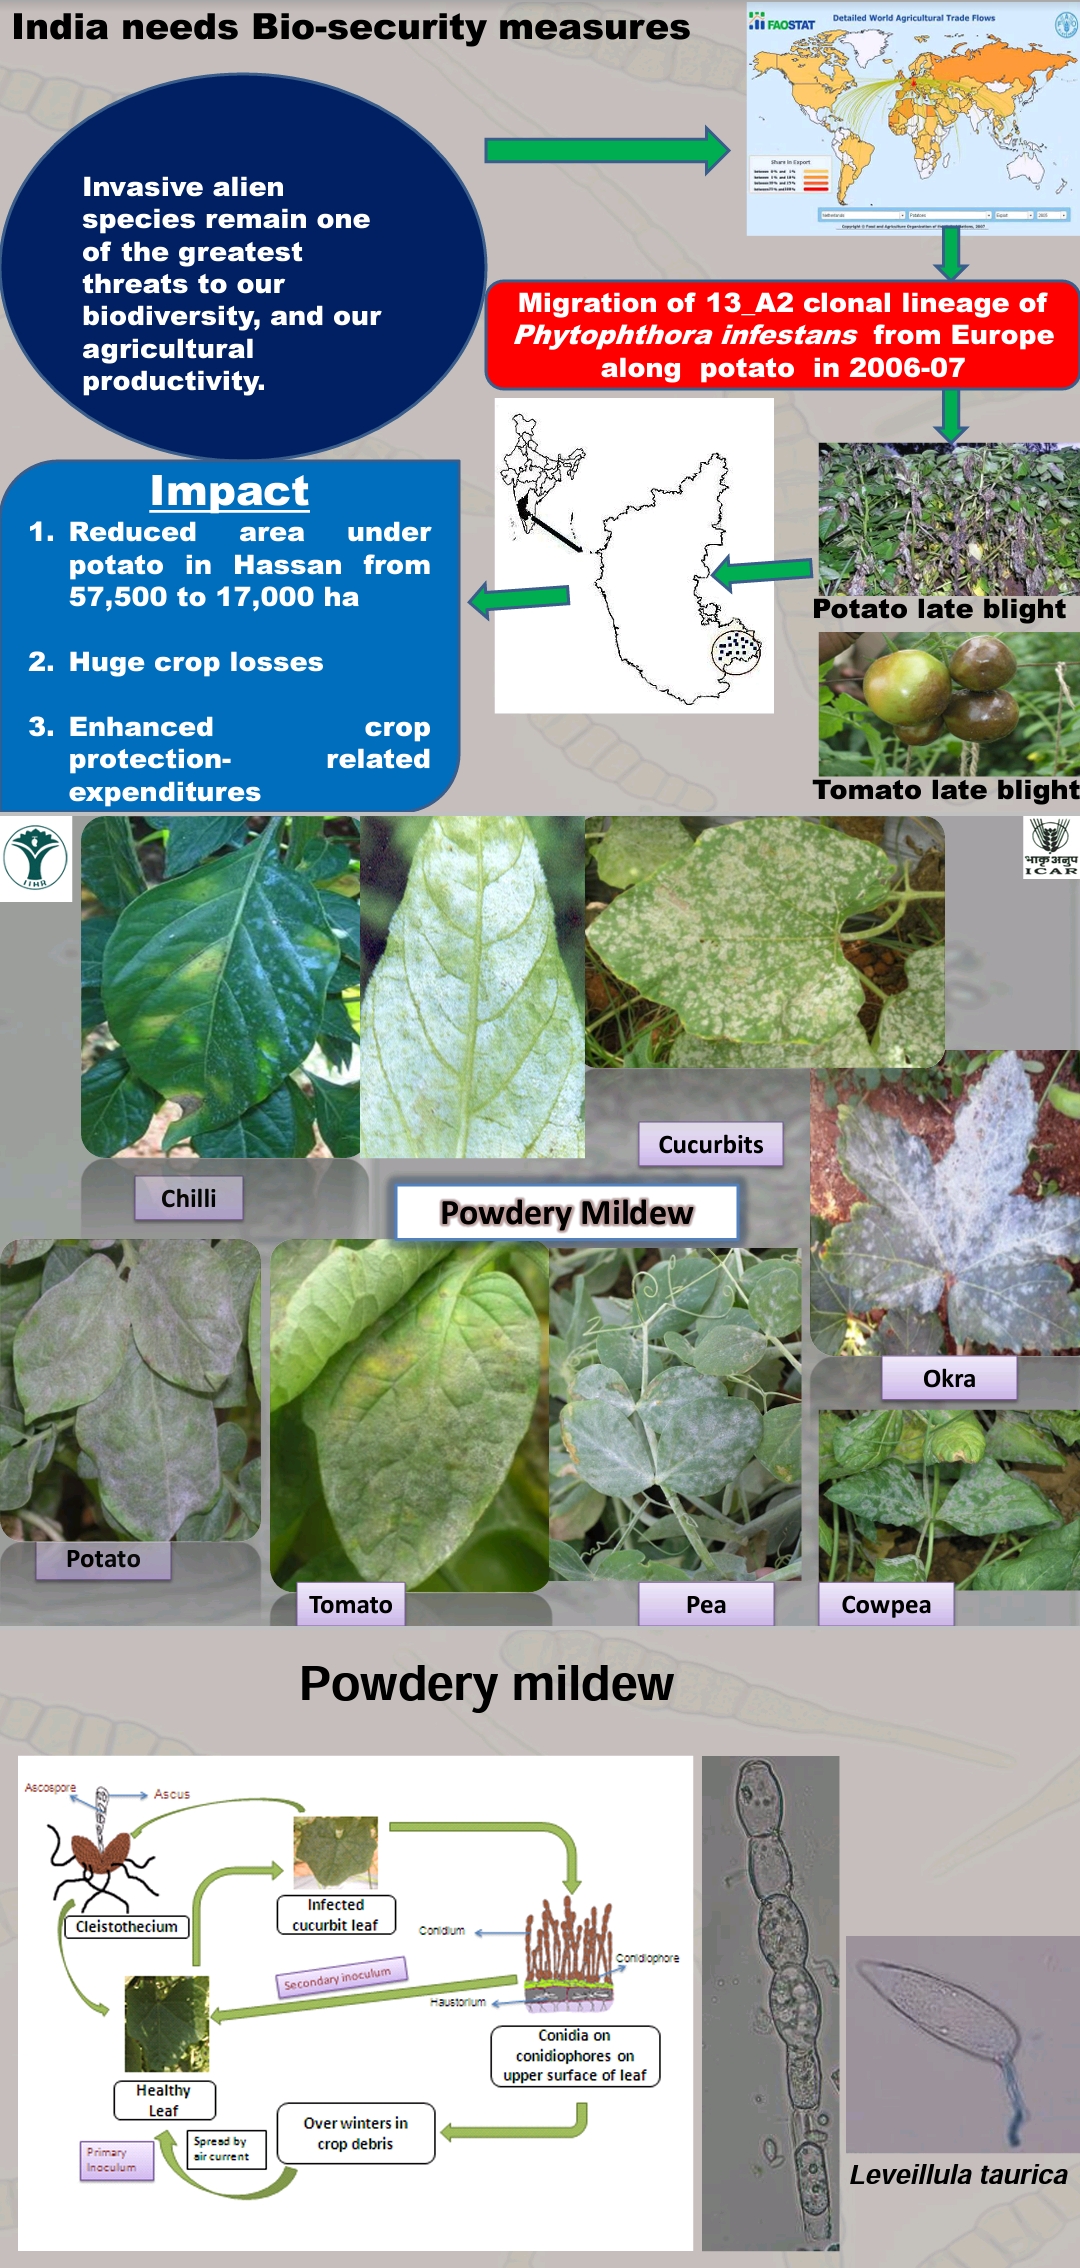 India needs Bio-security measures
FAOSTAT
Detailed World Agricultural Trade Flows
Share in Export
Netherlands
Potatoes
Export
Invasive alien
species remain one
of the greatest
threats to our
biodiversity, and our
agricultural
productivity.
Migration of 13_A2 clonal lineage of
Phytophthora infestans from Europe
along potato in 2006-07
Impact
1. Reduced area under
potato in Hassan from
57,500 to 17,000 ha
2. Huge crop losses
3. Enhanced crop
protection- related
expenditures
Potato late blight
Tomato late blight
IIHR
भाकृअनुप
ICAR
Cucurbits
Chilli
Powdery Mildew
Okra
Potato
Tomato
Pea
Cowpea
Powdery mildew
Ascospore
Ascus
Cleistothecium
Infected
cucurbit leaf
Conidium
Conidiophore
Secondary inoculum
Haustorium
Conidia on
conidiophores on
upper surface of leaf
Healthy
Leaf
Over winters in
crop debris
Primary
Inoculum
Spread by
air current
Leveillula taurica